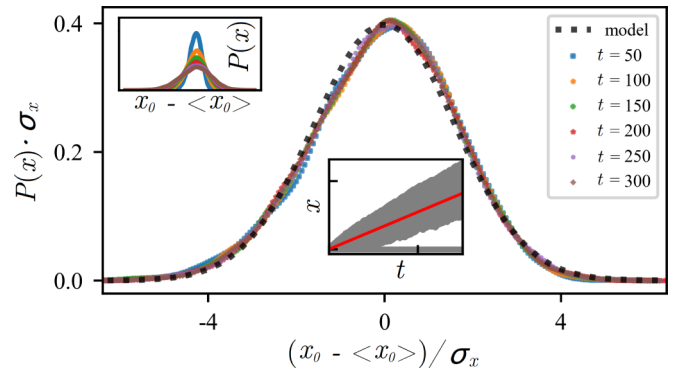 0.4
0.2
0.0
P(x)· σₓ
P(x)
x₀ - <x₀>
model
t = 50
t = 100
t = 150
t = 200
t = 250
t = 300
x
t
-4 0 4
(x₀ - <x₀>)/ σₓ